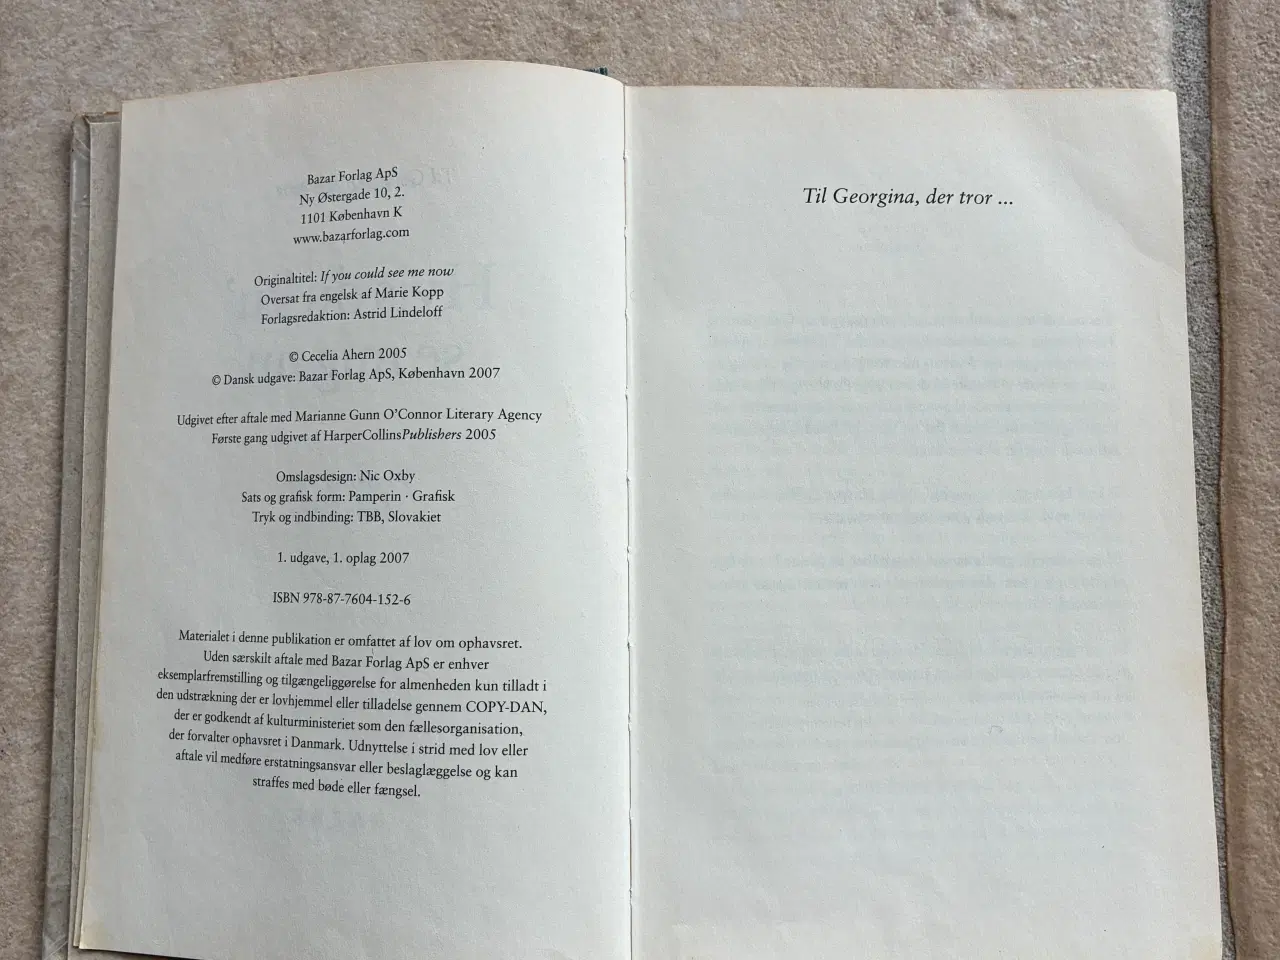 Bazar Forlag ApS
Ny Østergade 10, 2.
1101 København K
www.bazarforlag.com
Originaltitel: If you could see me now
Oversat fra engelsk af Marie Kopp
Forlagsredaktion: Astrid Lindeloff
© Cecelia Ahern 2005
© Dansk udgave: Bazar Forlag ApS, København 2007
Udgivet efter aftale med Marianne Gunn O'Connor Literary Agency
Første gang udgivet af HarperCollinsPublishers 2005
Omslagsdesign: Nic Oxby
Sats og grafisk form: Pamperin · Grafisk
Tryk og indbinding: TBB, Slovakiet
1. udgave, 1. oplag 2007
ISBN 978-87-7604-152-6
Materialet i denne publikation er omfattet af lov om ophavsret.
Uden særskilt aftale med Bazar Forlag ApS er enhver
eksemplarfremstilling og tilgængeliggørelse for almenheden kun tilladt i
den udstrækning der er lovhjemmel eller tilladelse gennem COPY-DAN,
der er godkendt af kulturministeriet som den fællesorganisation,
der forvalter ophavsret i Danmark. Udnyttelse i strid med lov eller
aftale vil medføre erstatningsansvar eller beslaglæggelse og kan
straffes med bøde eller fængsel.
Til Georgina, der tror ...